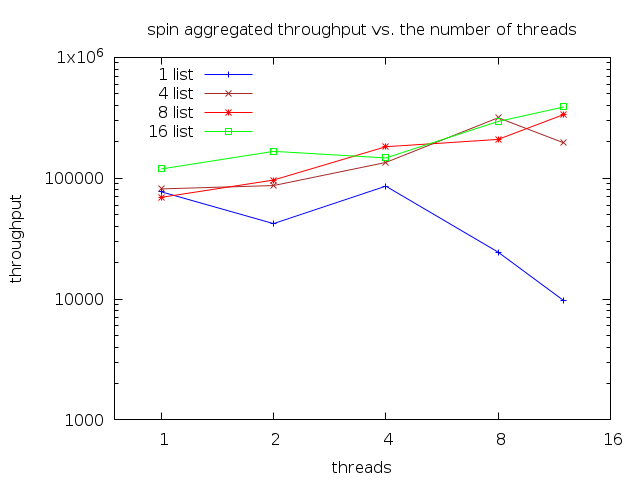 spin aggregated throughput vs. the number of threads
1x10^6
1 list
4 list
8 list
16 list
100000
throughput
10000
1000
1 2 4 8 16
threads